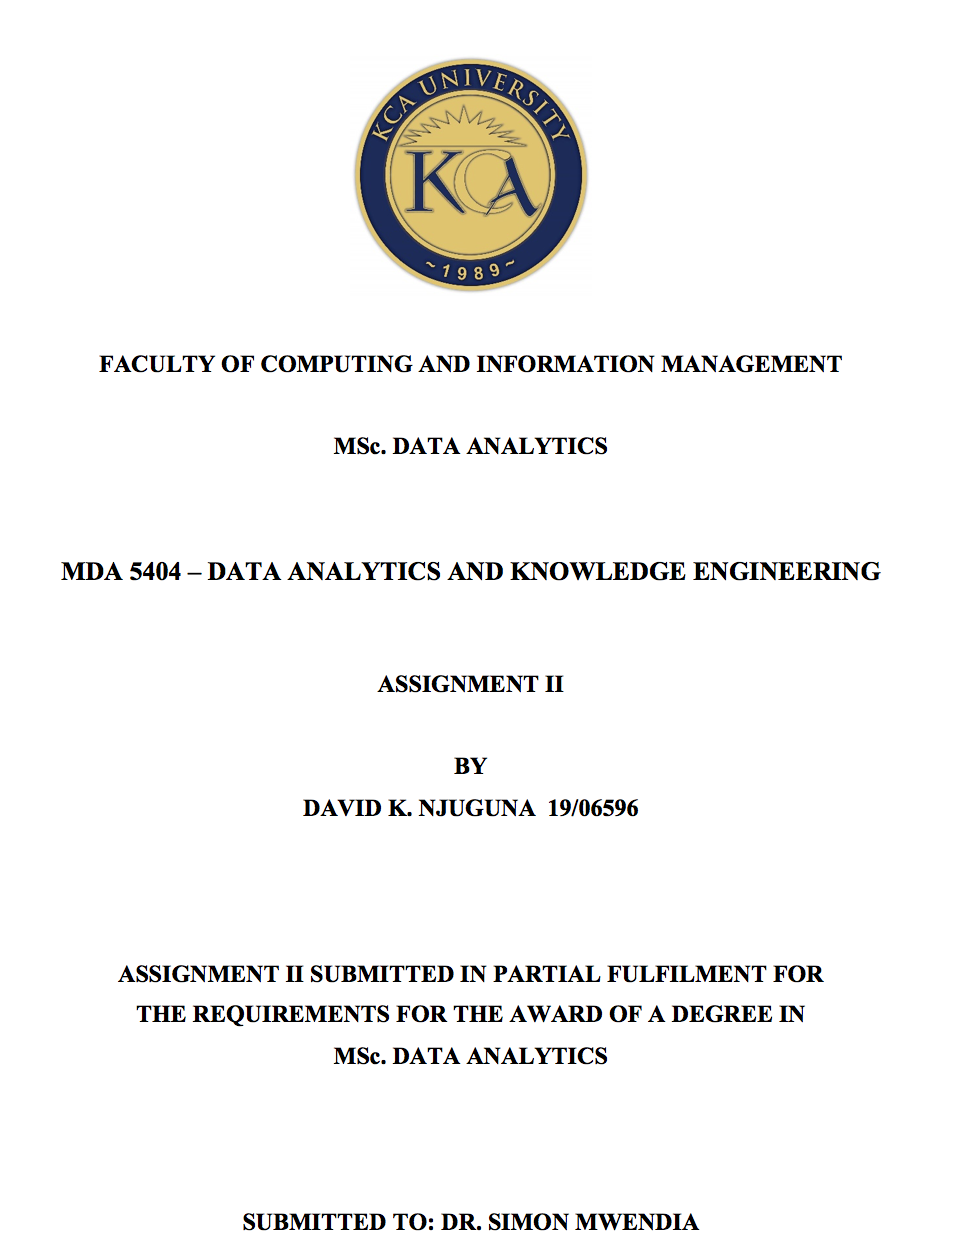 KCA UNIVERSITY
KCA
~1989~
FACULTY OF COMPUTING AND INFORMATION MANAGEMENT
MSc. DATA ANALYTICS
MDA 5404 – DATA ANALYTICS AND KNOWLEDGE ENGINEERING
ASSIGNMENT II
BY
DAVID K. NJUGUNA 19/06596
ASSIGNMENT II SUBMITTED IN PARTIAL FULFILMENT FOR
THE REQUIREMENTS FOR THE AWARD OF A DEGREE IN
MSc. DATA ANALYTICS
SUBMITTED TO: DR. SIMON MWENDIA